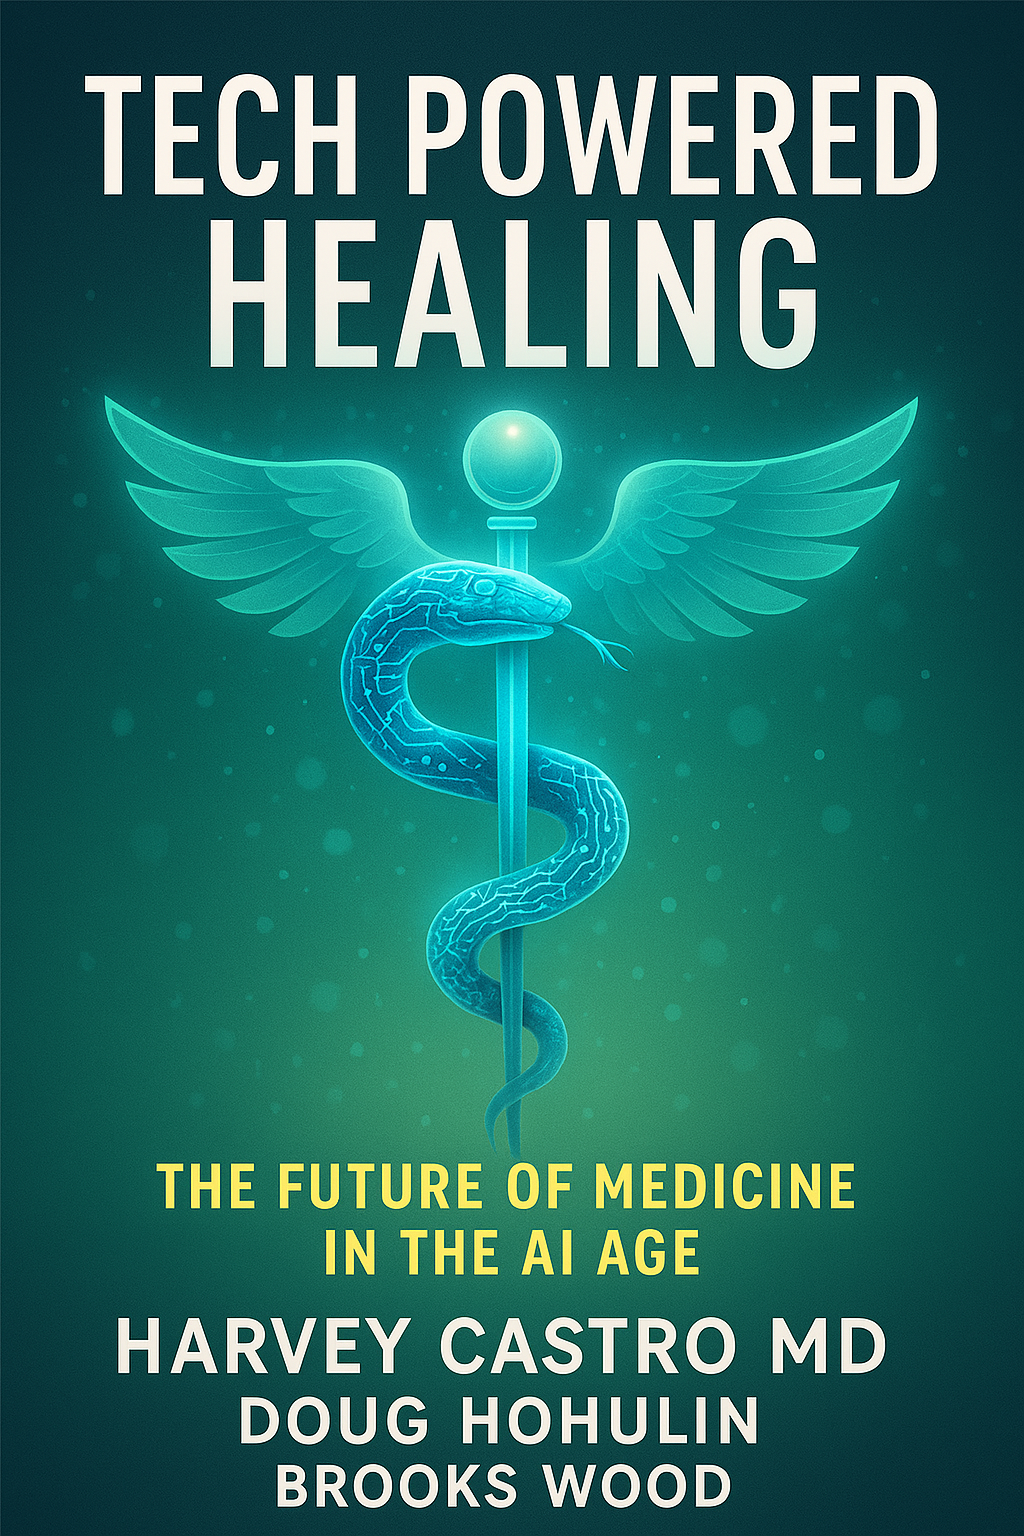 TECH POWERED
HEALING
THE FUTURE OF MEDICINE
IN THE AI AGE
HARVEY CASTRO MD
DOUG HOHULIN
BROOKS WOOD